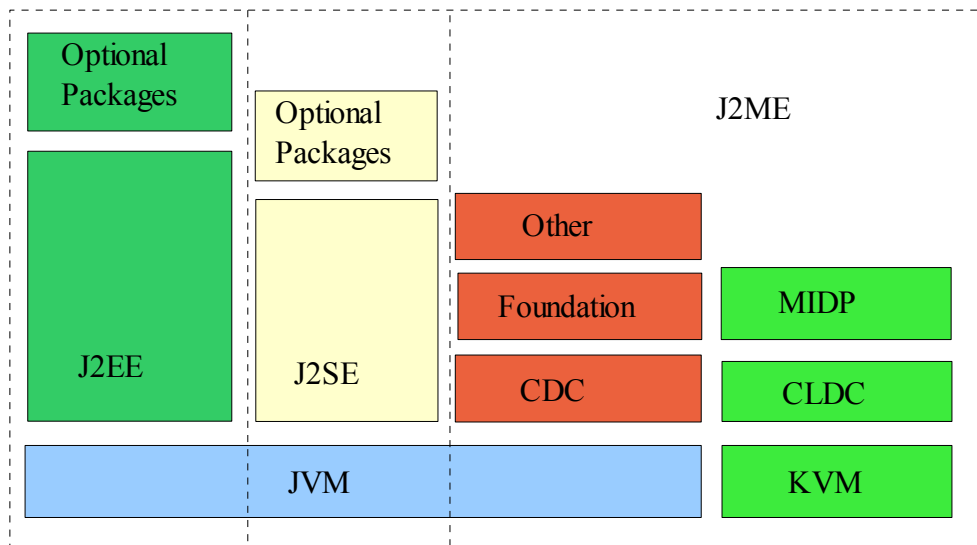 Optional
Packages
J2EE
Optional
Packages
J2SE
J2ME
Other
Foundation
CDC
MIDP
CLDC
JVM
KVM